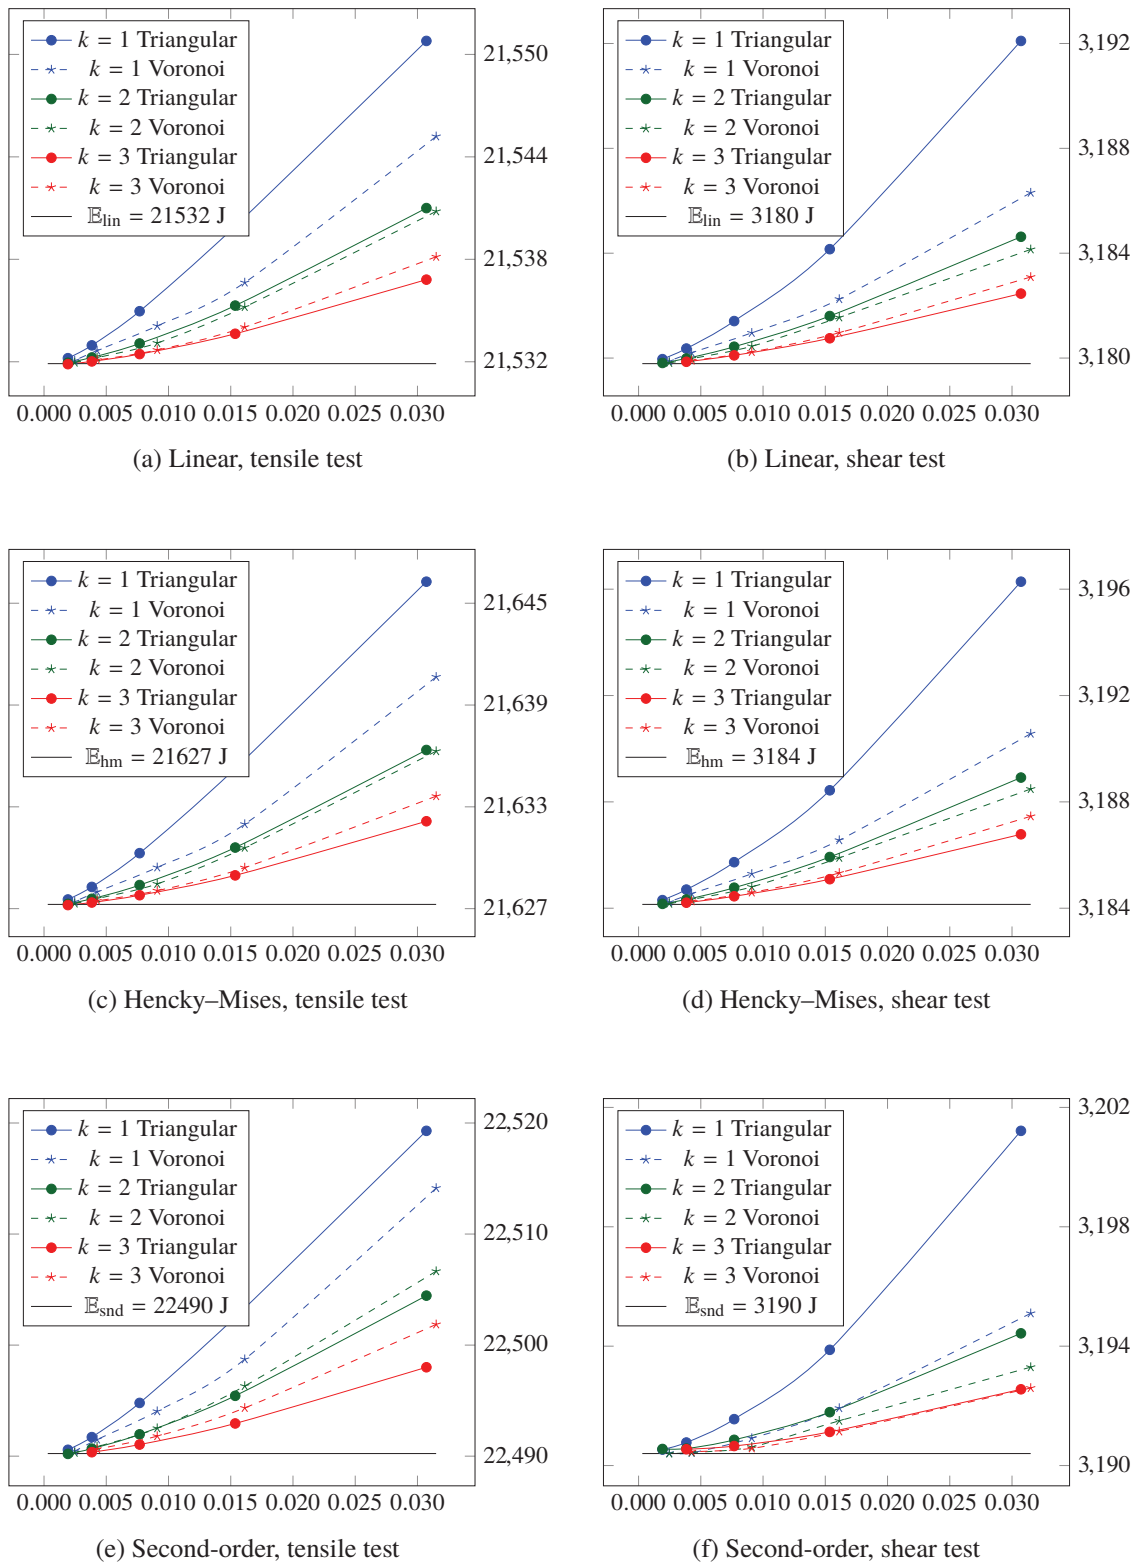 k = 1 Triangular
k = 1 Voronoi
k = 2 Triangular
k = 2 Voronoi
k = 3 Triangular
k = 3 Voronoi
𝔼lin = 21532 J
21,550
21,544
21,538
21,532
0.000 0.005 0.010 0.015 0.020 0.025 0.030
(a) Linear, tensile test
k = 1 Triangular
k = 1 Voronoi
k = 2 Triangular
k = 2 Voronoi
k = 3 Triangular
k = 3 Voronoi
𝔼lin = 3180 J
3,192
3,188
3,184
3,180
0.000 0.005 0.010 0.015 0.020 0.025 0.030
(b) Linear, shear test
k = 1 Triangular
k = 1 Voronoi
k = 2 Triangular
k = 2 Voronoi
k = 3 Triangular
k = 3 Voronoi
𝔼hm = 21627 J
21,645
21,639
21,633
21,627
0.000 0.005 0.010 0.015 0.020 0.025 0.030
(c) Hencky–Mises, tensile test
k = 1 Triangular
k = 1 Voronoi
k = 2 Triangular
k = 2 Voronoi
k = 3 Triangular
k = 3 Voronoi
𝔼hm = 3184 J
3,196
3,192
3,188
3,184
0.000 0.005 0.010 0.015 0.020 0.025 0.030
(d) Hencky–Mises, shear test
k = 1 Triangular
k = 1 Voronoi
k = 2 Triangular
k = 2 Voronoi
k = 3 Triangular
k = 3 Voronoi
𝔼snd = 22490 J
22,520
22,510
22,500
22,490
0.000 0.005 0.010 0.015 0.020 0.025 0.030
(e) Second-order, tensile test
k = 1 Triangular
k = 1 Voronoi
k = 2 Triangular
k = 2 Voronoi
k = 3 Triangular
k = 3 Voronoi
𝔼snd = 3190 J
3,202
3,198
3,194
3,190
0.000 0.005 0.010 0.015 0.020 0.025 0.030
(f) Second-order, shear test